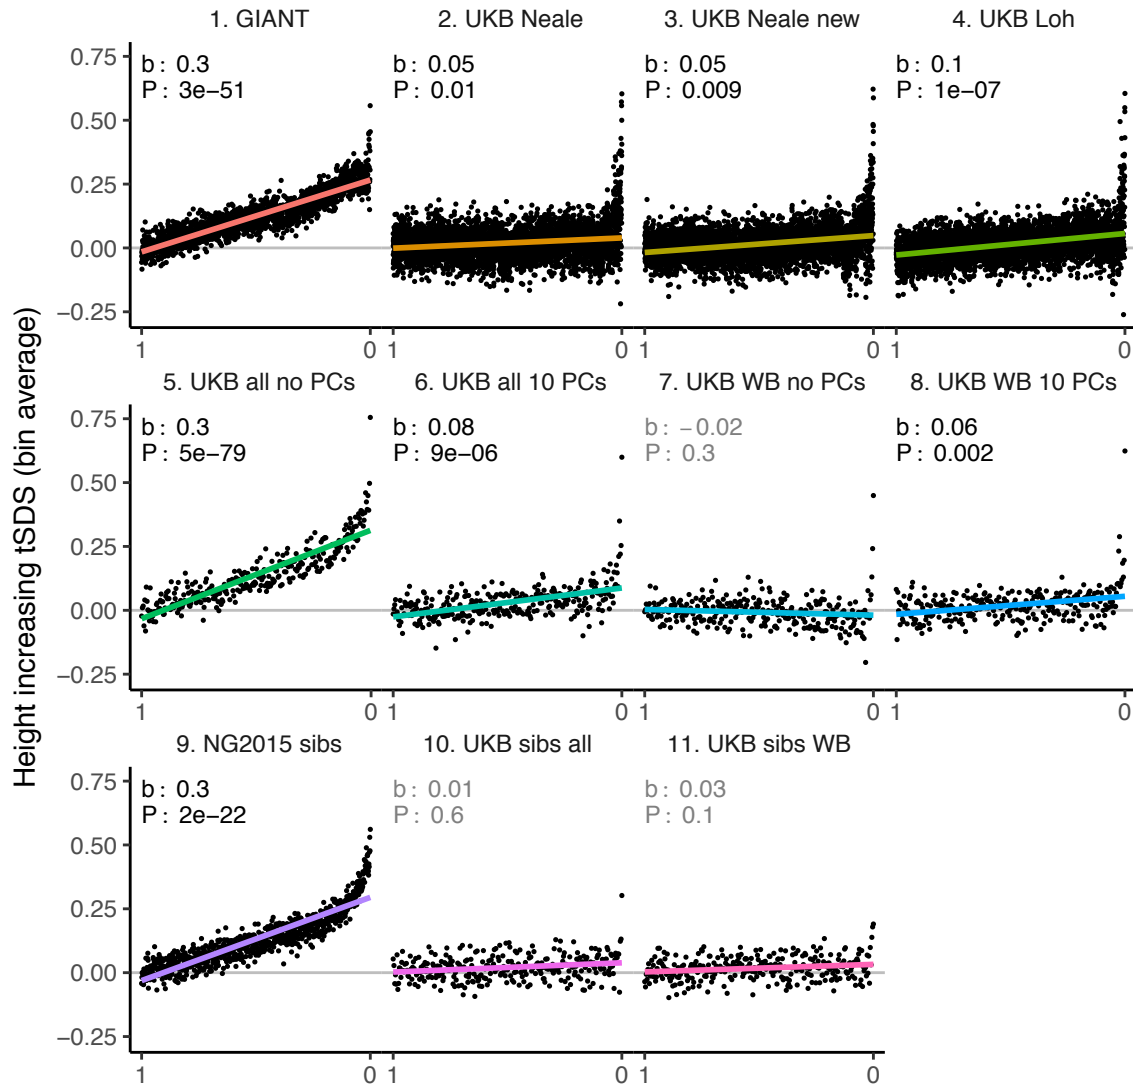 1. GIANT
2. UKB Neale
3. UKB Neale new
4. UKB Loh
b : 0.3
P : 3e−51
b : 0.05
P : 0.01
b : 0.05
P : 0.009
b : 0.1
P : 1e−07
0.75
0.50
0.25
0.00
−0.25
1
0
1
0
1
0
1
0
5. UKB all no PCs
6. UKB all 10 PCs
7. UKB WB no PCs
8. UKB WB 10 PCs
b : 0.3
P : 5e−79
b : 0.08
P : 9e−06
b : −0.02
P : 0.3
b : 0.06
P : 0.002
0.75
0.50
0.25
0.00
−0.25
1
0
1
0
1
0
1
0
Height increasing tSDS (bin average)
9. NG2015 sibs
10. UKB sibs all
11. UKB sibs WB
b : 0.3
P : 2e−22
b : 0.01
P : 0.6
b : 0.03
P : 0.1
0.75
0.50
0.25
0.00
−0.25
1
0
1
0
1
0